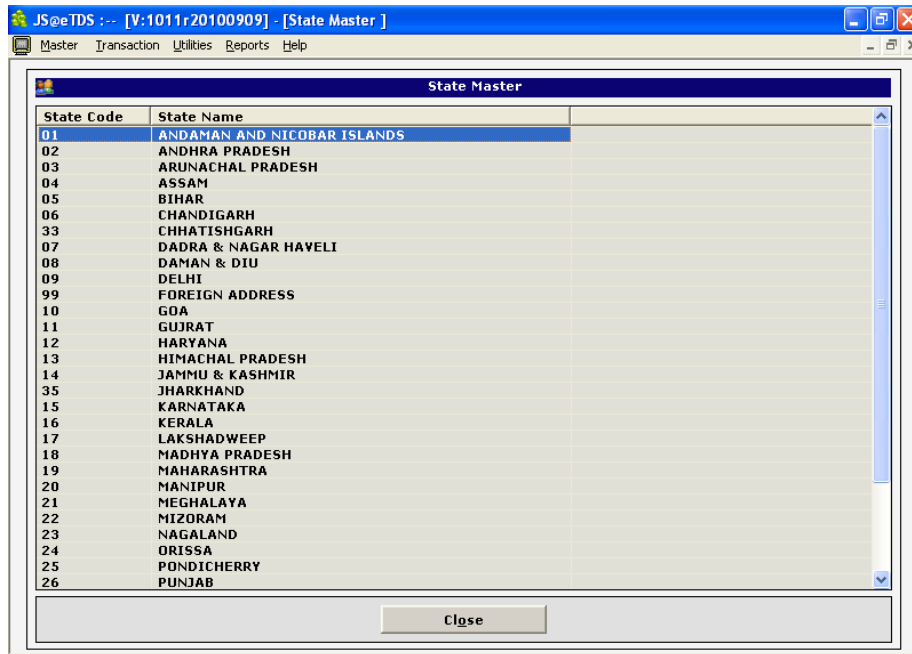 JS@eTDS :-- [V:1011r20100909] - [State Master ]
Master Transaction Utilities Reports Help
State Master
State Code State Name
01 ANDAMAN AND NICOBAR ISLANDS
02 ANDHRA PRADESH
03 ARUNACHAL PRADESH
04 ASSAM
05 BIHAR
06 CHANDIGARH
33 CHHATISHGARH
07 DADRA & NAGAR HAVELI
08 DAMAN & DIU
09 DELHI
99 FOREIGN ADDRESS
10 GOA
11 GUJRAT
12 HARYANA
13 HIMACHAL PRADESH
14 JAMMU & KASHMIR
35 JHARKHAND
15 KARNATAKA
16 KERALA
17 LAKSHADWEEP
18 MADHYA PRADESH
19 MAHARASHTRA
20 MANIPUR
21 MEGHALAYA
22 MIZORAM
23 NAGALAND
24 ORISSA
25 PONDICHERRY
26 PUNJAB
Close